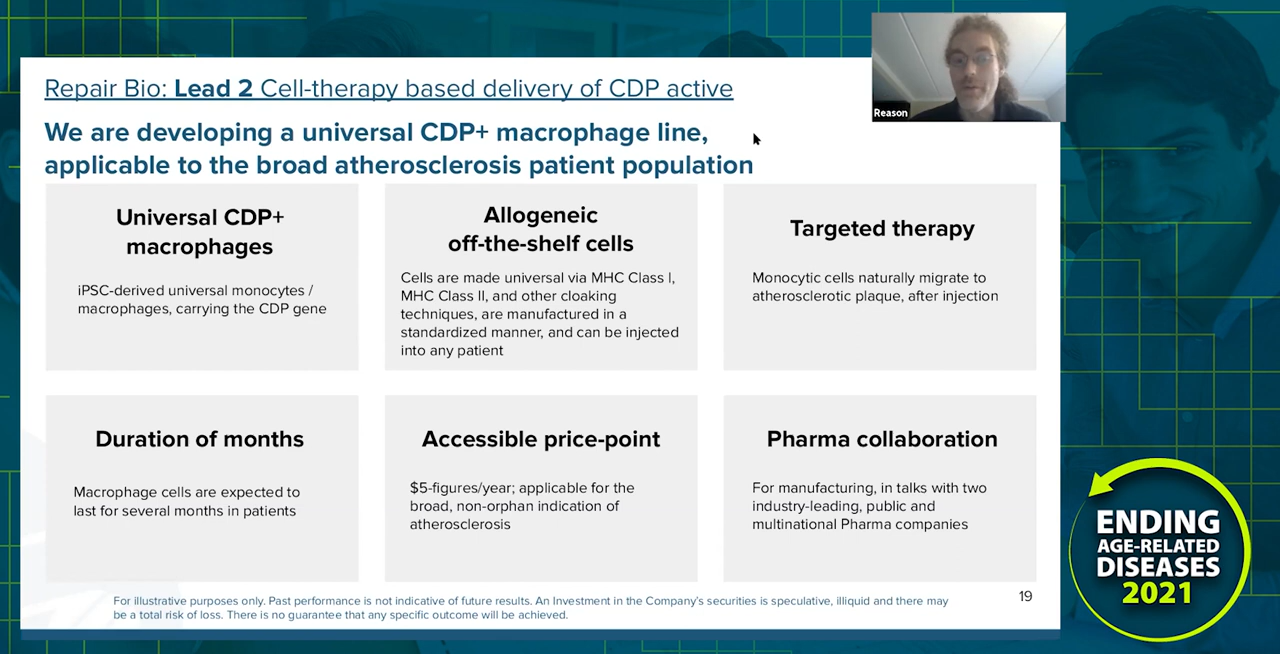 Repair Bio: Lead 2 Cell-therapy based delivery of CDP active
Reason
We are developing a universal CDP+ macrophage line,
applicable to the broad atherosclerosis patient population
Universal CDP+
macrophages
iPSC-derived universal monocytes /
macrophages, carrying the CDP gene
Allogeneic
off-the-shelf cells
Cells are made universal via MHC Class I,
MHC Class II, and other cloaking
techniques, are manufactured in a
standardized manner, and can be injected
into any patient
Targeted therapy
Monocytic cells naturally migrate to
atherosclerotic plaque, after injection
Duration of months
Macrophage cells are expected to
last for several months in patients
Accessible price-point
$5-figures/year; applicable for the
broad, non-orphan indication of
atherosclerosis
Pharma collaboration
For manufacturing, in talks with two
industry-leading, public and
multinational Pharma companies
For illustrative purposes only. Past performance is not indicative of future results. An Investment in the Company's securities is speculative, illiquid and there may
be a total risk of loss. There is no guarantee that any specific outcome will be achieved.
19
ENDING
AGE-RELATED
DISEASES
2021